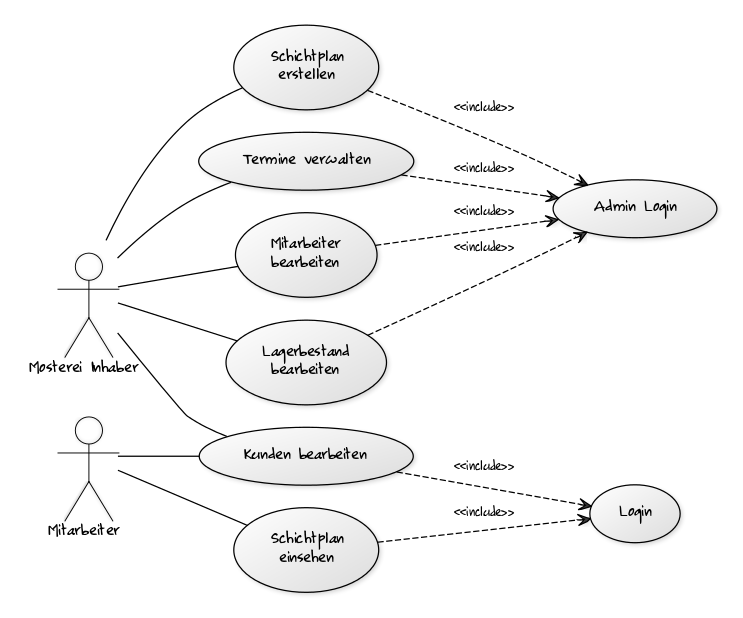 Schichtplan
erstellen
<<include>>
Termine verwalten
<<include>>
Admin Login
Mitarbeiter
bearbeiten
<<include>>
<<include>>
Mosterei Inhaber
Lagerbestand
bearbeiten
Kunden bearbeiten
<<include>>
Login
Mitarbeiter
Schichtplan
einsehen
<<include>>